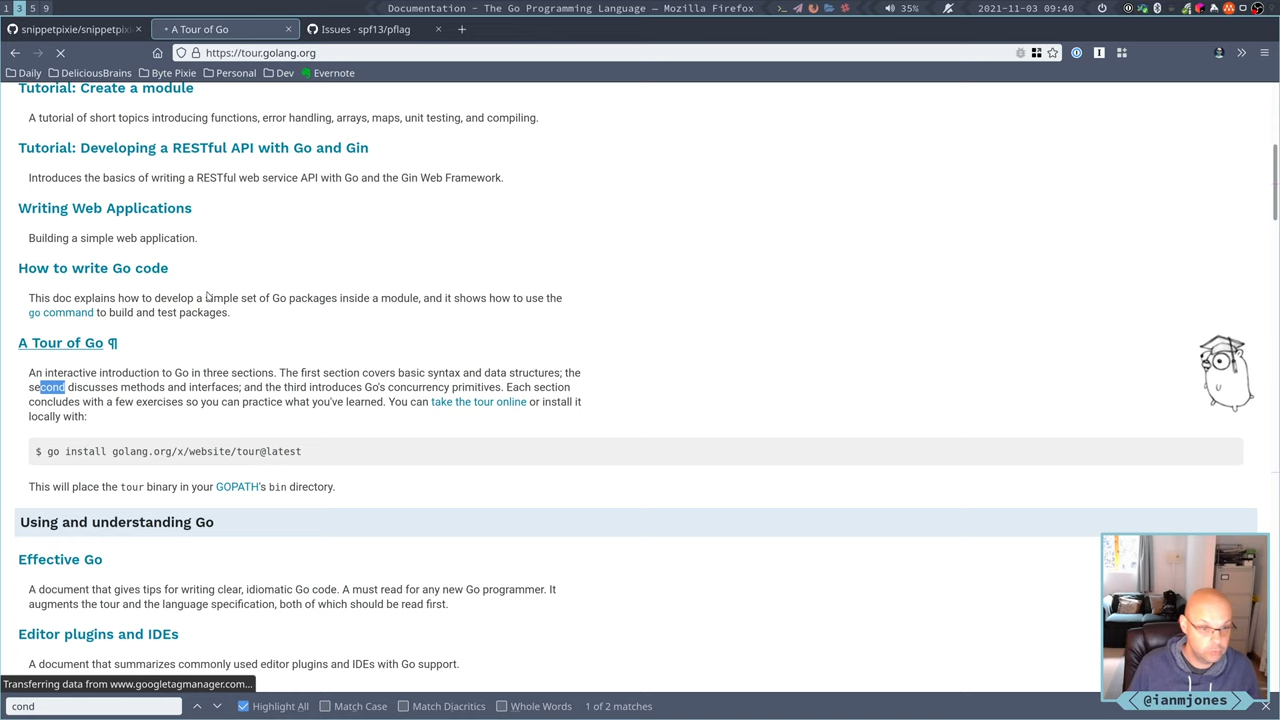 1 3 5 9
Documentation - The Go Programming Language — Mozilla Firefox
35%
2021-11-03 09:40
snippetpixie/snippetpixi
A Tour of Go
Issues · spf13/pflag
https://tour.golang.org
Daily
DeliciousBrains
Byte Pixie
Personal
Dev
Evernote
Tutorial: Create a module
A tutorial of short topics introducing functions, error handling, arrays, maps, unit testing, and compiling.
Tutorial: Developing a RESTful API with Go and Gin
Introduces the basics of writing a RESTful web service API with Go and the Gin Web Framework.
Writing Web Applications
Building a simple web application.
How to write Go code
This doc explains how to develop a simple set of Go packages inside a module, and it shows how to use the
go command to build and test packages.
A Tour of Go ¶
An interactive introduction to Go in three sections. The first section covers basic syntax and data structures; the
second discusses methods and interfaces; and the third introduces Go's concurrency primitives. Each section
concludes with a few exercises so you can practice what you've learned. You can take the tour online or install it
locally with:
$ go install golang.org/x/website/tour@latest
This will place the tour binary in your GOPATH's bin directory.
Using and understanding Go
Effective Go
A document that gives tips for writing clear, idiomatic Go code. A must read for any new Go programmer. It
augments the tour and the language specification, both of which should be read first.
Editor plugins and IDEs
A document that summarizes commonly used editor plugins and IDEs with Go support.
Transferring data from www.googletagmanager.com...
cond
Highlight All
Match Case
Match Diacritics
Whole Words
1 of 2 matches
@ianmjones